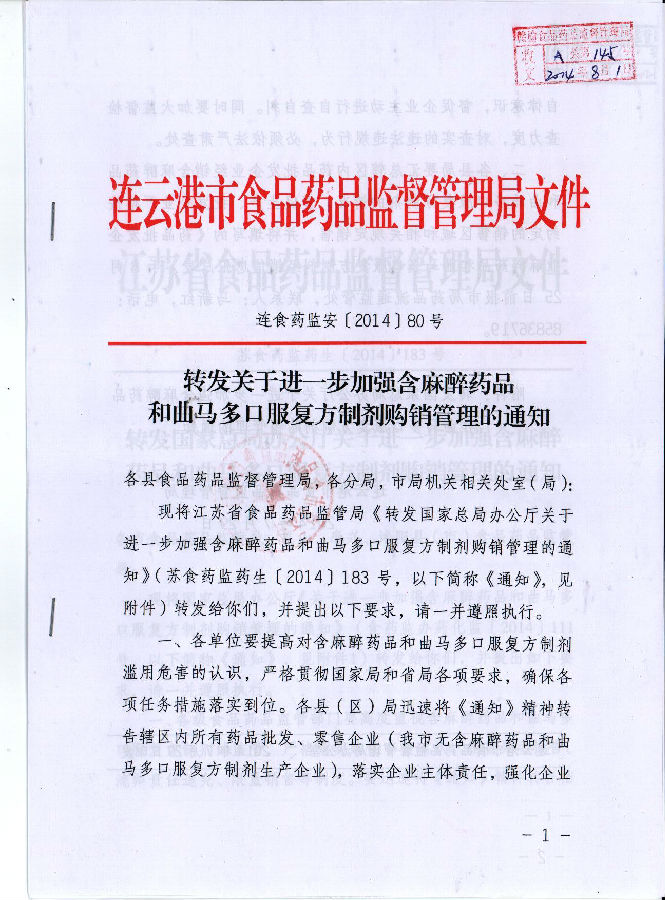 收文
A 145
2014年8月1
连云港市食品药品监督管理局文件
连食药监安〔2014〕80号
转发关于进一步加强含麻醉药品
和曲马多口服复方制剂购销管理的通知
各县食品药品监督管理局，各分局，市局机关相关处室（局）：
现将江苏省食品药品监管局《转发国家总局办公厅关于
进一步加强含麻醉药品和曲马多口服复方制剂购销管理的通
知》（苏食药监药生〔2014〕183号，以下简称《通知》，见
附件）转发给你们，并提出以下要求，请一并遵照执行。
一、各单位要提高对含麻醉药品和曲马多口服复方制剂
滥用危害的认识，严格贯彻国家局和省局各项要求，确保各
项任务措施落实到位。各县（区）局迅速将《通知》精神转
告辖区内所有药品批发、零售企业（我市无含麻醉药品和曲
马多口服复方制剂生产企业），落实企业主体责任，强化企业
- 1 -